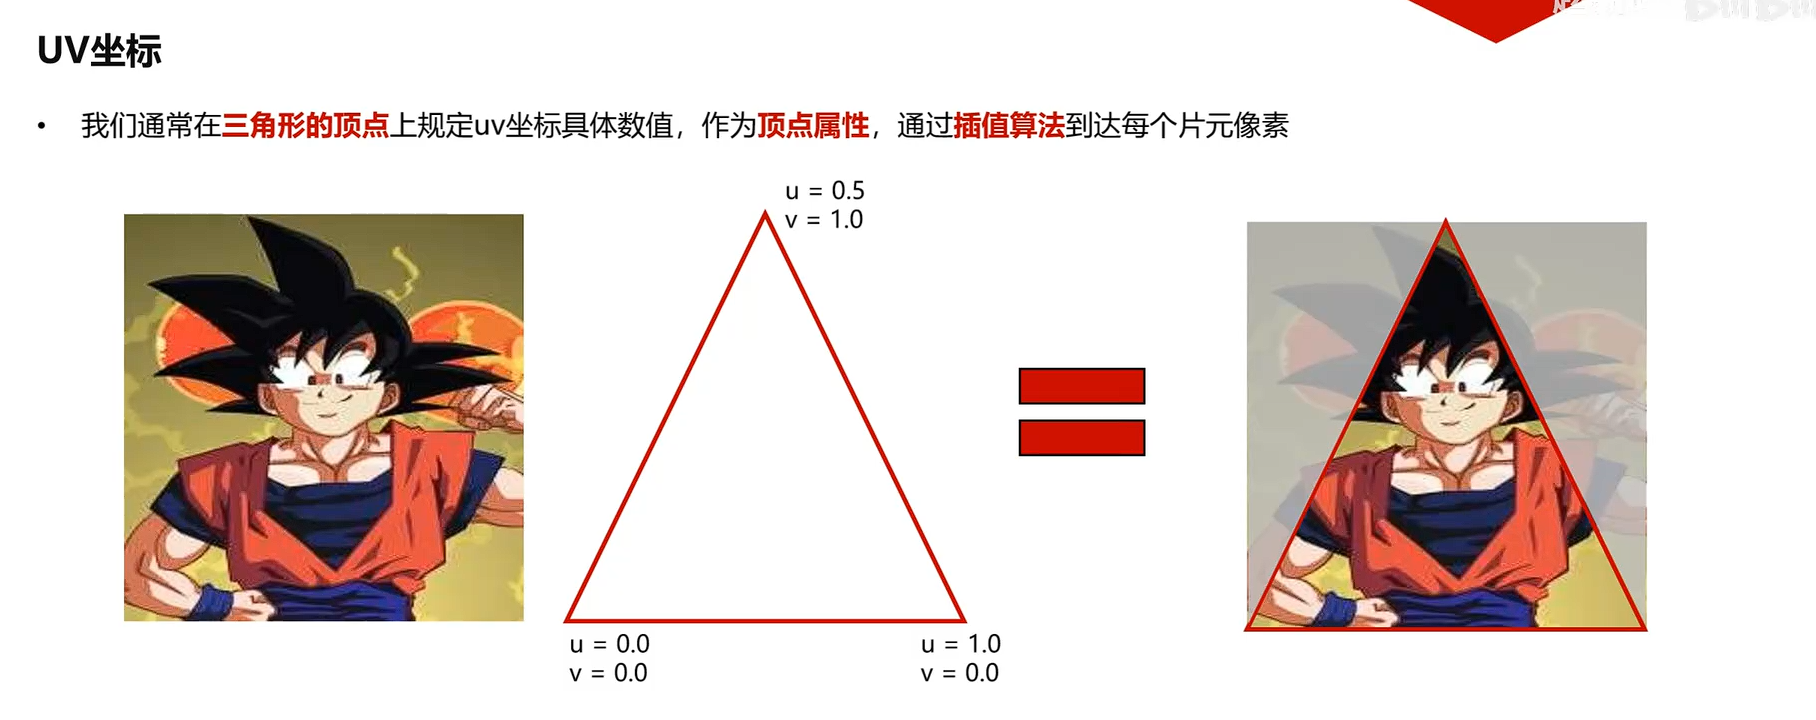 UV坐标
• 我们通常在三角形的顶点上规定uv坐标具体数值，作为顶点属性，通过插值算法到达每个片元像素
u = 0.5
v = 1.0
u = 0.0
v = 0.0
u = 1.0
v = 0.0